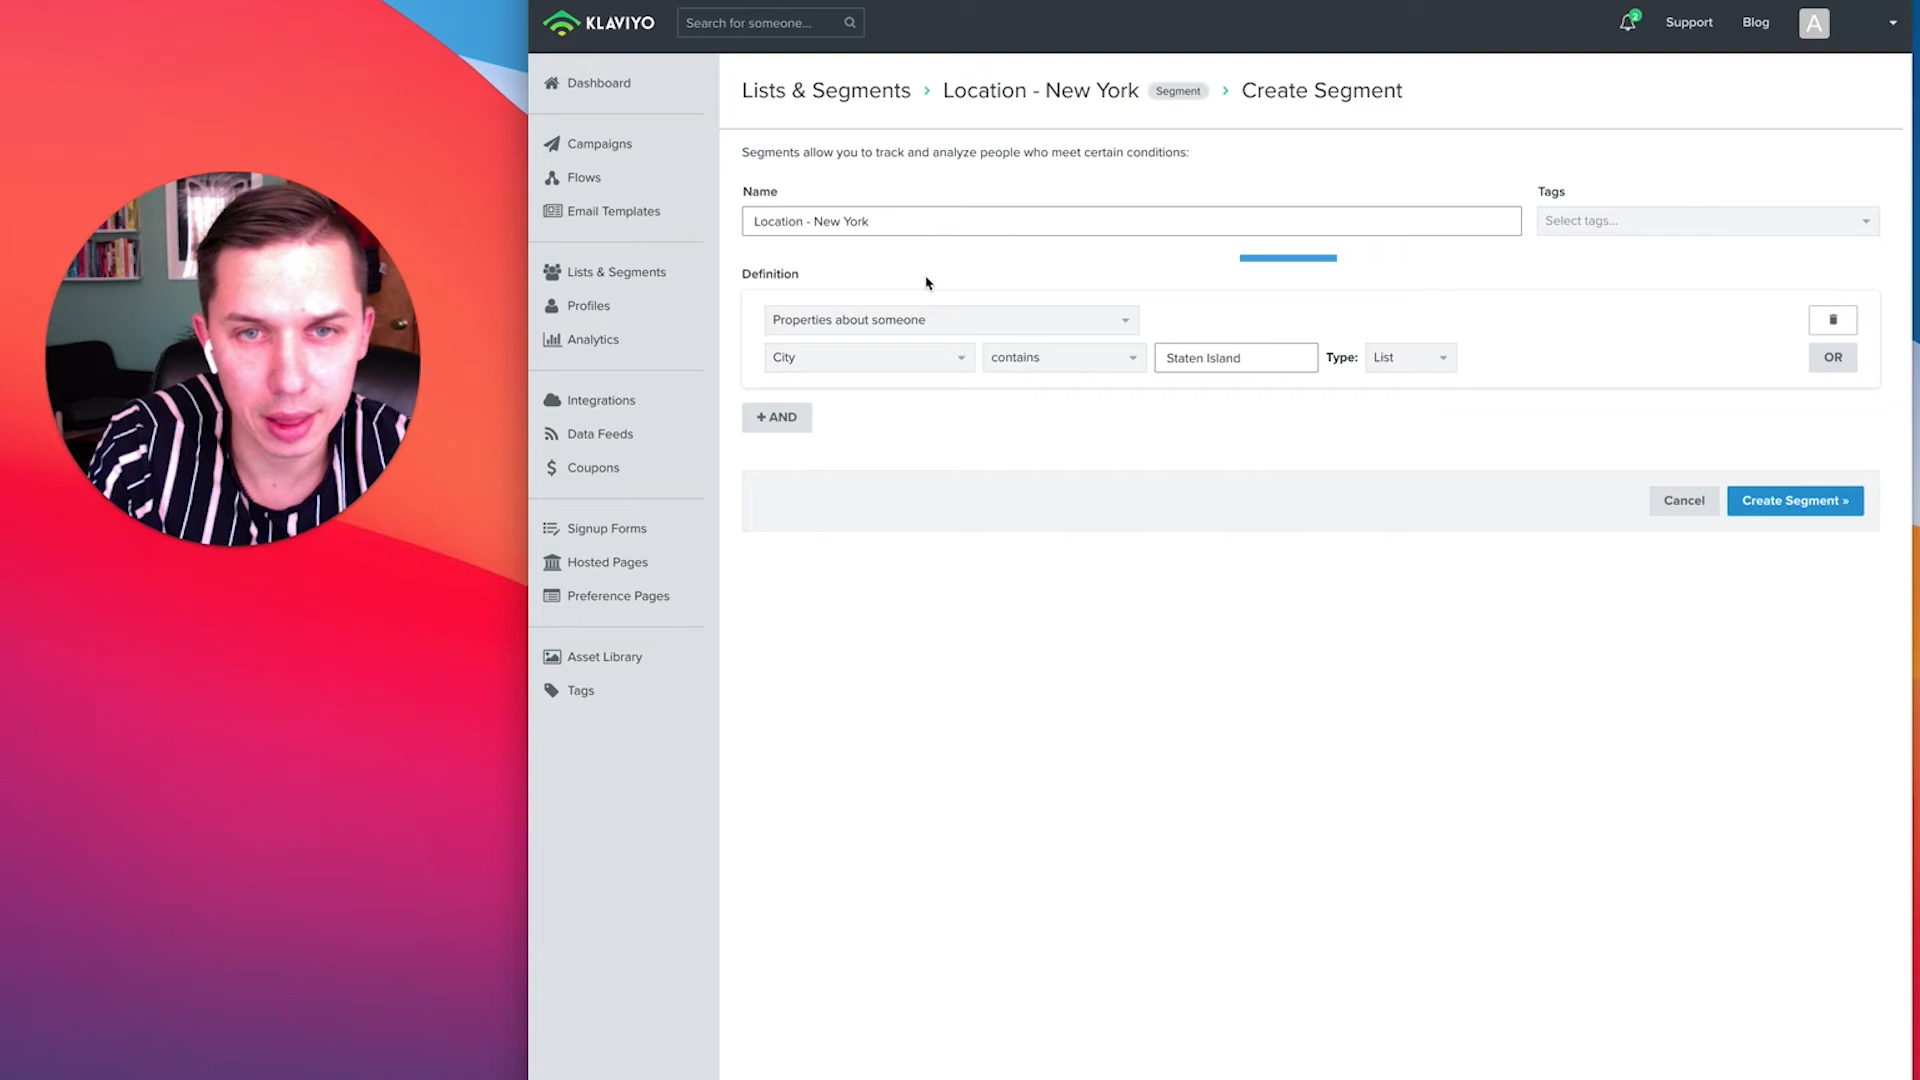 KLAVIYO
Search for someone...
2
Support
Blog
A
Dashboard
Campaigns
Flows
Email Templates
Lists & Segments
Profiles
Analytics
Integrations
Data Feeds
Coupons
Signup Forms
Hosted Pages
Preference Pages
Asset Library
Tags
Lists & Segments › Location - New York Segment › Create Segment
Segments allow you to track and analyze people who meet certain conditions:
Name
Location - New York
Tags
Select tags...
Definition
Properties about someone
City
contains
Staten Island
Type:
List
OR
+ AND
Cancel
Create Segment »